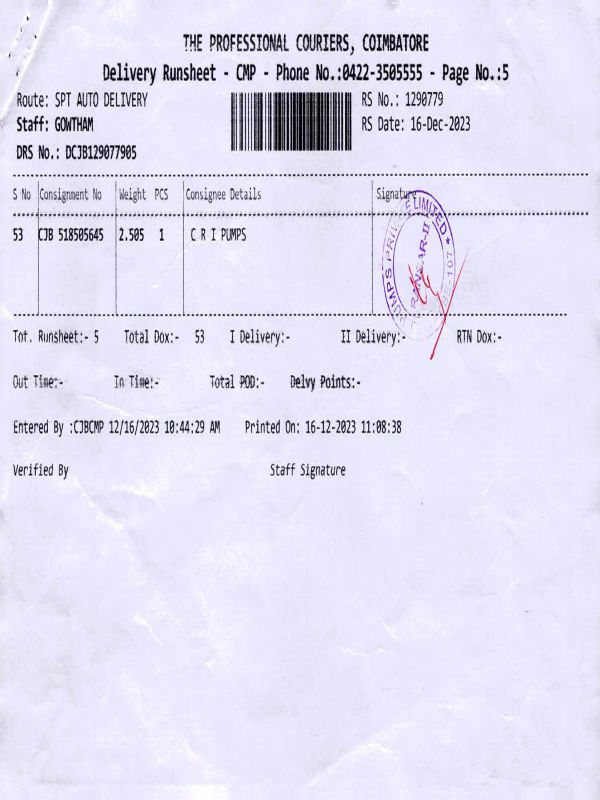 THE PROFESSIONAL COURIERS, COIMBATORE
Delivery Runsheet - CMP - Phone No.:0422-3505555 - Page No.:5
Route: SPT AUTO DELIVERY
RS No.: 1290779
Staff: GOWTHAM
RS Date: 16-Dec-2023
DRS No.: DCJB129077905
S No Consignment No Weight PCS Consignee Details Signature
53 CJB 518505645 2.505 1 C R I PUMPS
PUMPS PRIVATE LIMITED
Tot. Runsheet:- 5 Total Dox:- 53 I Delivery:- II Delivery:- RTN Dox:-
Out Time:- In Time:- Total POD:- Delvy Points:-
Entered By :CJBCMP 12/16/2023 10:44:29 AM Printed On: 16-12-2023 11:08:38
Verified By Staff Signature